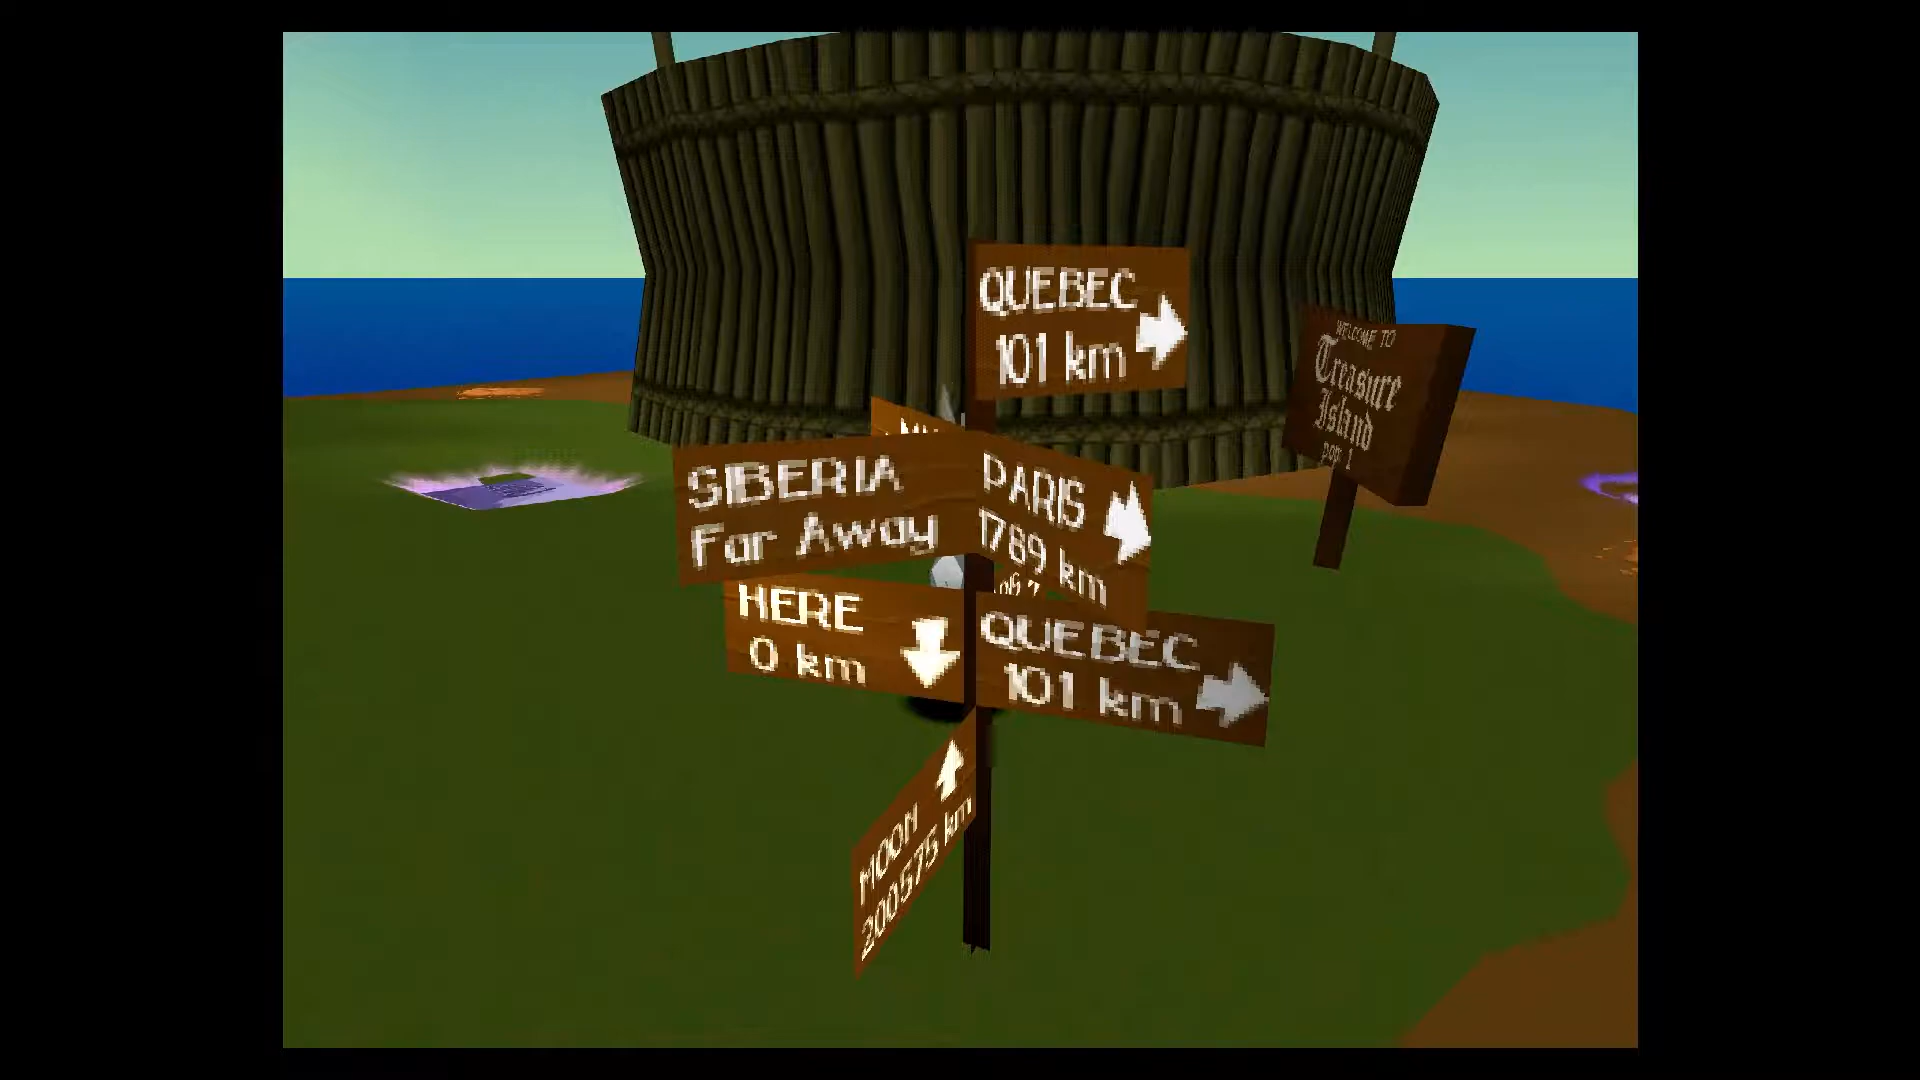 QUEBEC
101 km
WELCOME TO
Treasure
Island
pop: 1
SIBERIA
Far Away
PARIS
1789 km
HERE
0 km
QUEBEC
101 km
MOON
200575 km